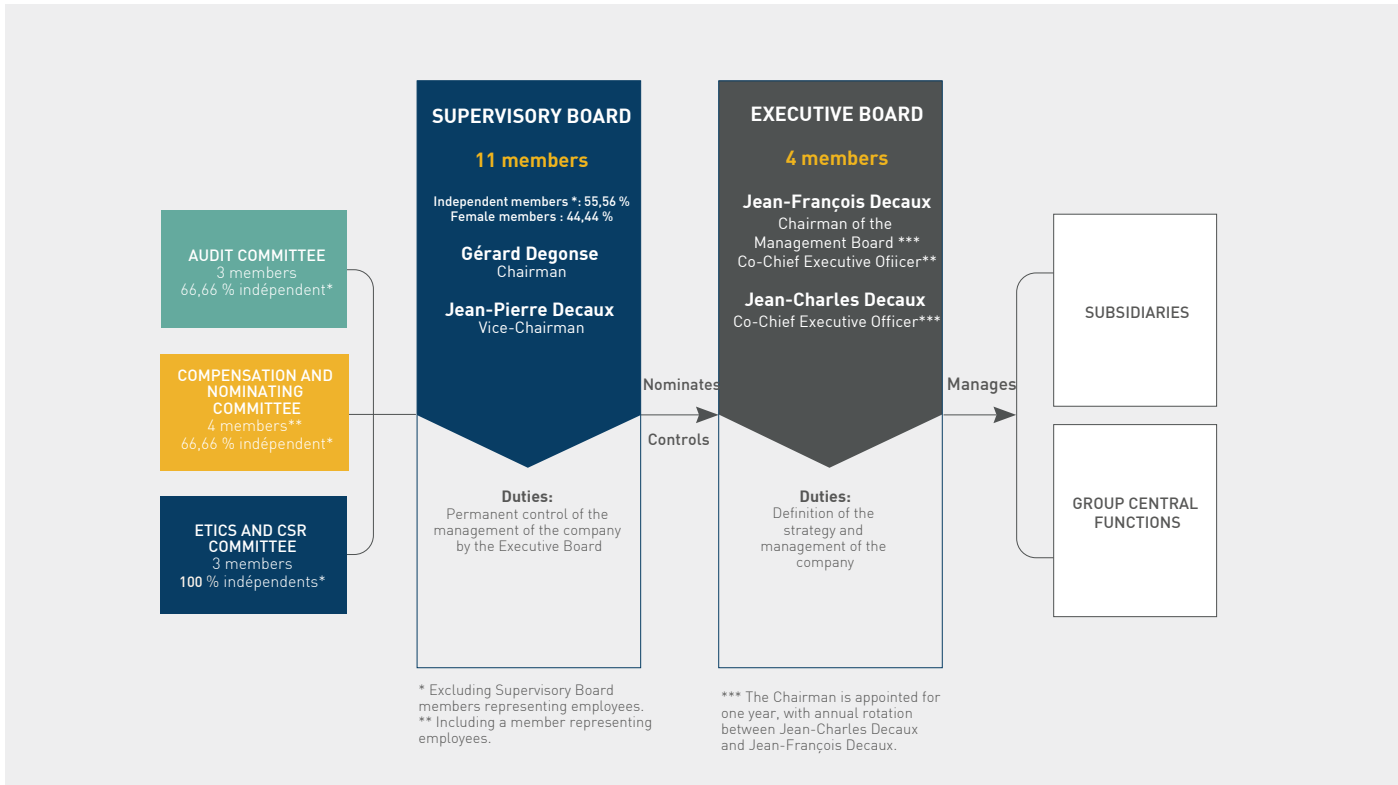 AUDIT COMMITTEE
3 members
66,66 % indépendent*
COMPENSATION AND
NOMINATING
COMMITTEE
4 members**
66,66 % indépendent*
ETICS AND CSR
COMMITTEE
3 members
100 % indépendents*
SUPERVISORY BOARD
11 members
Independent members *: 55,56 %
Female members : 44,44 %
Gérard Degonse
Chairman
Jean-Pierre Decaux
Vice-Chairman
Duties:
Permanent control of the
management of the company
by the Executive Board
* Excluding Supervisory Board
members representing employees.
** Including a member representing
employees.
Nominates
Controls
EXECUTIVE BOARD
4 members
Jean-François Decaux
Chairman of the
Management Board ***
Co-Chief Executive Ofiicer**
Jean-Charles Decaux
Co-Chief Executive Officer***
Duties:
Definition of the
strategy and
management of the
company
*** The Chairman is appointed for
one year, with annual rotation
between Jean-Charles Decaux
and Jean-François Decaux.
Manages
SUBSIDIARIES
GROUP CENTRAL
FUNCTIONS